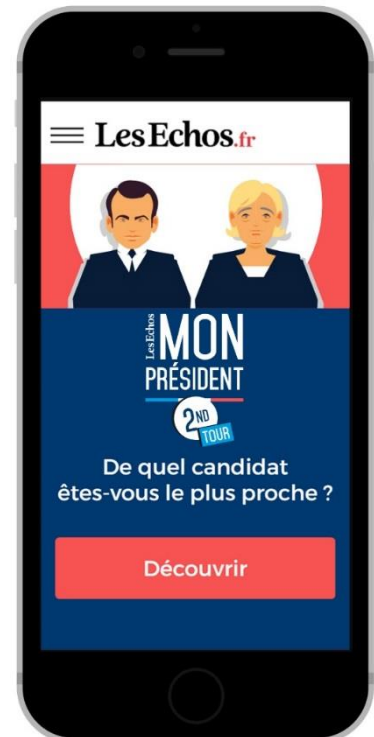 LesEchos.fr
Les Echos
MON
PRÉSIDENT
2ND
TOUR
De quel candidat
êtes-vous le plus proche ?
Découvrir